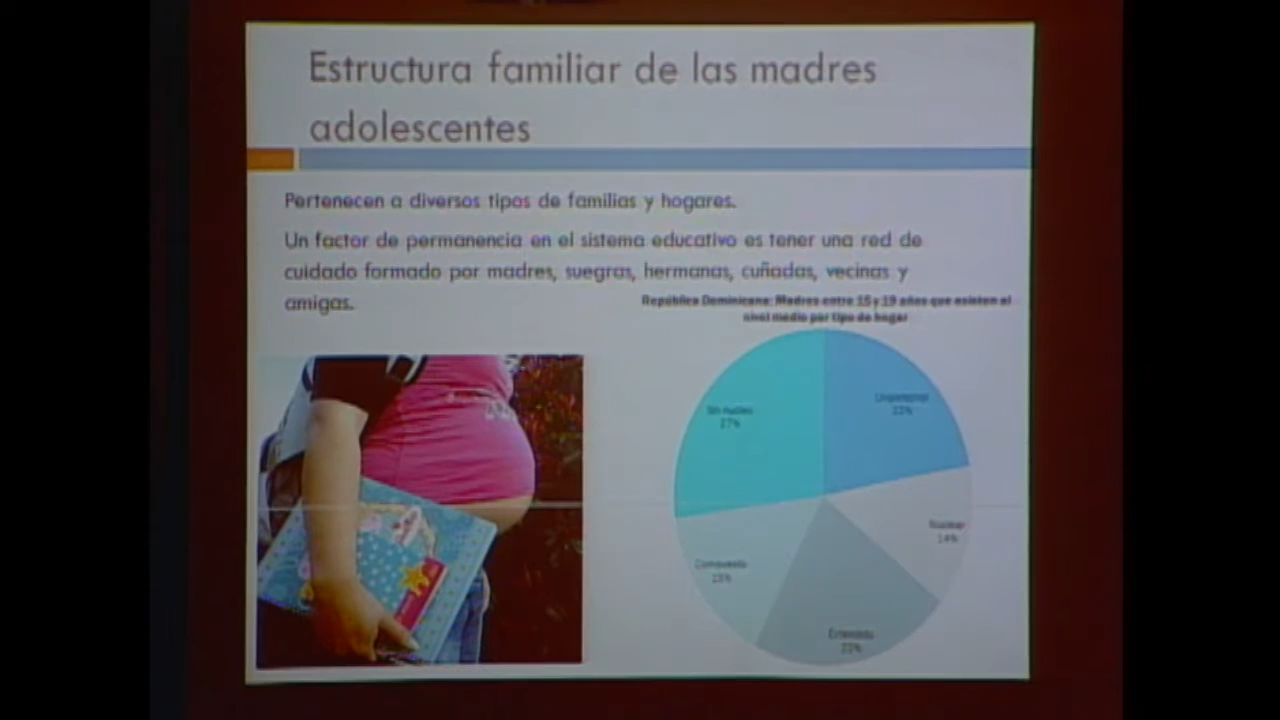 Estructura familiar de las madres
adolescentes
Pertenecen a diversos tipos de familias y hogares.
Un factor de permanencia en el sistema educativo es tener una red de
cuidado formado por madres, suegras, hermanas, cuñadas, vecinas y
amigas.
República Dominicana: Madres entre 15 y 19 años que asisten al
nivel medio por tipo de hogar
Unipersonal
Sin nucleo
27%
Nuclear
14%
Compuesto
15%
Extendido
22%